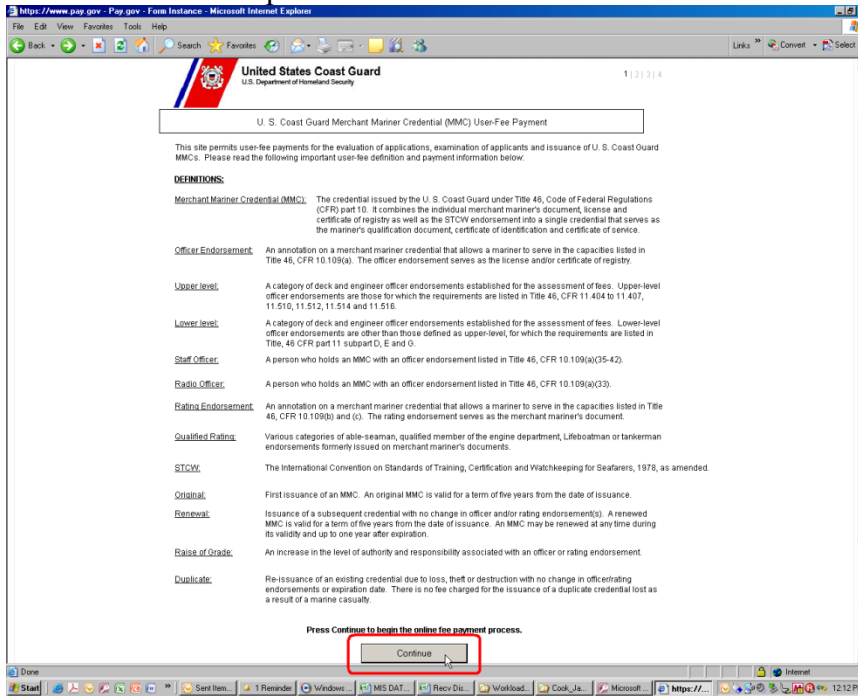 https://www.pay.gov - Pay.gov - Form Instance - Microsoft Internet Explorer
File Edit View Favorites Tools Help
Back Search Favorites Links » Convert Select
United States Coast Guard
U.S. Department of Homeland Security
1 | 2 | 3 | 4
U. S. Coast Guard Merchant Mariner Credential (MMC) User-Fee Payment
This site permits user-fee payments for the evaluation of applications, examination of applicants and issuance of U. S. Coast Guard
MMCs. Please read the following important user-fee definition and payment information below:
DEFINITIONS:
Merchant Mariner Credential (MMC): The credential issued by the U. S. Coast Guard under Title 46, Code of Federal Regulations
(CFR) part 10. It combines the individual merchant mariner's document, license and
certificate of registry as well as the STCW endorsement into a single credential that serves as
the mariner's qualification document, certificate of identification and certificate of service.
Officer Endorsement: An annotation on a merchant mariner credential that allows a mariner to serve in the capacities listed in
Title 46, CFR 10.109(a). The officer endorsement serves as the license and/or certificate of registry.
Upper level: A category of deck and engineer officer endorsements established for the assessment of fees. Upper-level
officer endorsements are those for which the requirements are listed in Title 46, CFR 11.404 to 11.407,
11.510, 11.512, 11.514 and 11.516.
Lower level: A category of deck and engineer officer endorsements established for the assessment of fees. Lower-level
officer endorsements are other than those defined as upper-level, for which the requirements are listed in
Title, 46 CFR part 11 subpart D, E and G.
Staff Officer: A person who holds an MMC with an officer endorsement listed in Title 46, CFR 10.109(a)(35-42).
Radio Officer: A person who holds an MMC with an officer endorsement listed in Title 46, CFR 10.109(a)(33).
Rating Endorsement: An annotation on a merchant mariner credential that allows a mariner to serve in the capacities listed in Title
46, CFR 10.109(b) and (c). The rating endorsement serves as the merchant mariner's document.
Qualified Rating: Various categories of able-seaman, qualified member of the engine department, Lifeboatman or tankerman
endorsements formerly issued on merchant mariner's documents.
STCW: The International Convention on Standards of Training, Certification and Watchkeeping for Seafarers, 1978, as amended.
Original: First issuance of an MMC. An original MMC is valid for a term of five years from the date of issuance.
Renewal: Issuance of a subsequent credential with no change in officer and/or rating endorsement(s). A renewed
MMC is valid for a term of five years from the date of issuance. An MMC may be renewed at any time during
its validity and up to one year after expiration.
Raise of Grade: An increase in the level of authority and responsibility associated with an officer or rating endorsement.
Duplicate: Re-issuance of an existing credential due to loss, theft or destruction with no change in officer/rating
endorsements or expiration date. There is no fee charged for the issuance of a duplicate credential lost as
a result of a marine casualty.
Press Continue to begin the online fee payment process.
Continue
Done Internet
Start » Sent Item... 1 Reminder Windows... MIS DAT... Recv Dis... Workload... Cook_Ja... Microsoft ... https://... 12:12 P